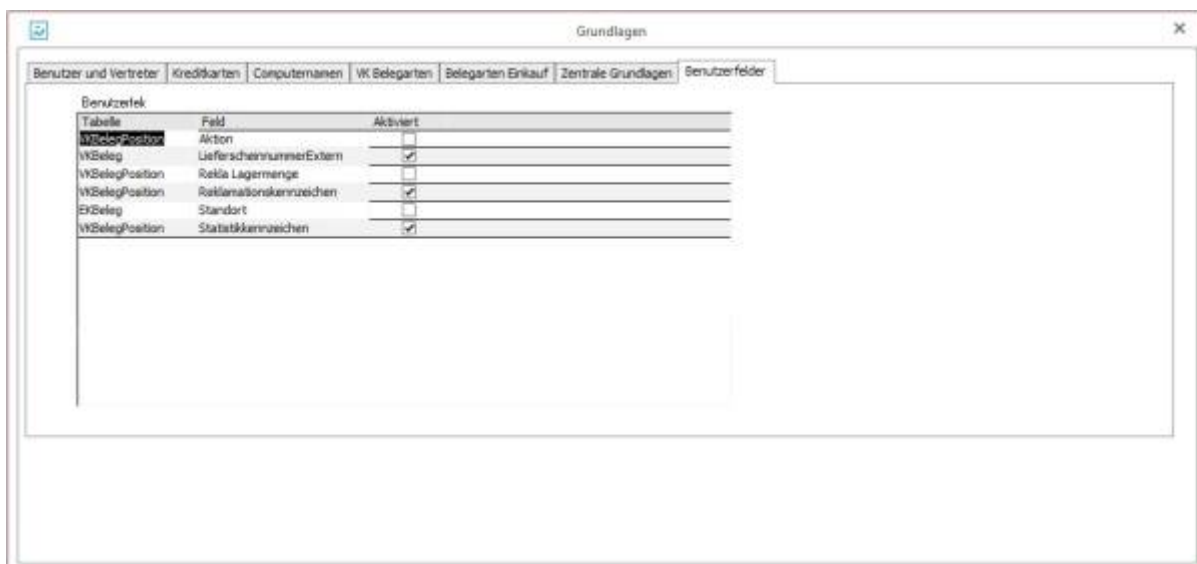 Grundlagen
Benutzer und Vertreter Kreditkarten Computernamen VK Belegarten Belegarten Einkauf Zentrale Grundlagen Benutzerfelder
Benutzerfek
Tabelle Feld Aktiviert
VKBelegPosition Aktion
VKBeleg LieferscheinnummerExtern
VKBelegPosition Rekla Lagermenge
VKBelegPosition Reklamationskennzeichen
EKBeleg Standort
VKBelegPosition Statistikkennzeichen